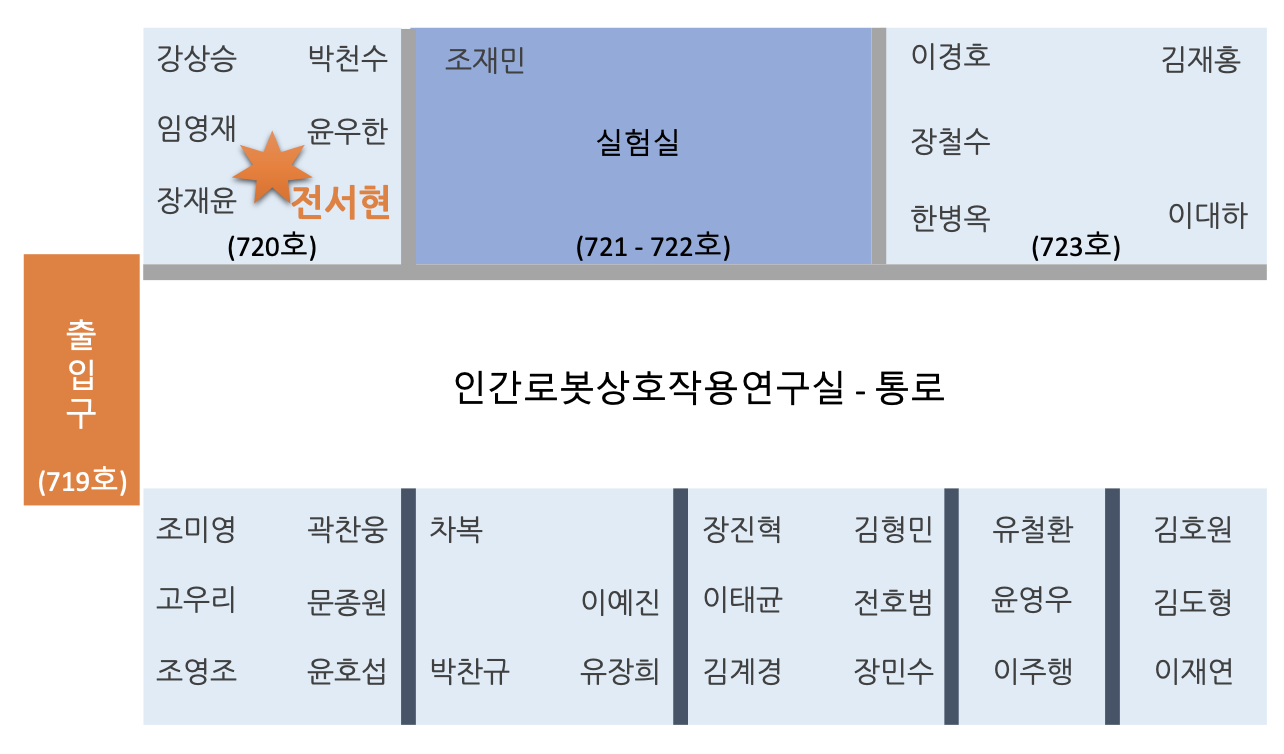 강상승 박천수
임영재 윤우한
장재윤 전서현
(720호)
조재민
실험실
(721 - 722호)
이경호 김재홍
장철수
한병옥 이대하
(723호)
출
입
구
(719호)
인간로봇상호작용연구실 - 통로
조미영 곽찬웅
고우리 문종원
조영조 윤호섭
차복
이예진
박찬규 유장희
장진혁 김형민
이태균 전호범
김계경 장민수
유철환
윤영우
이주행
김호원
김도형
이재연